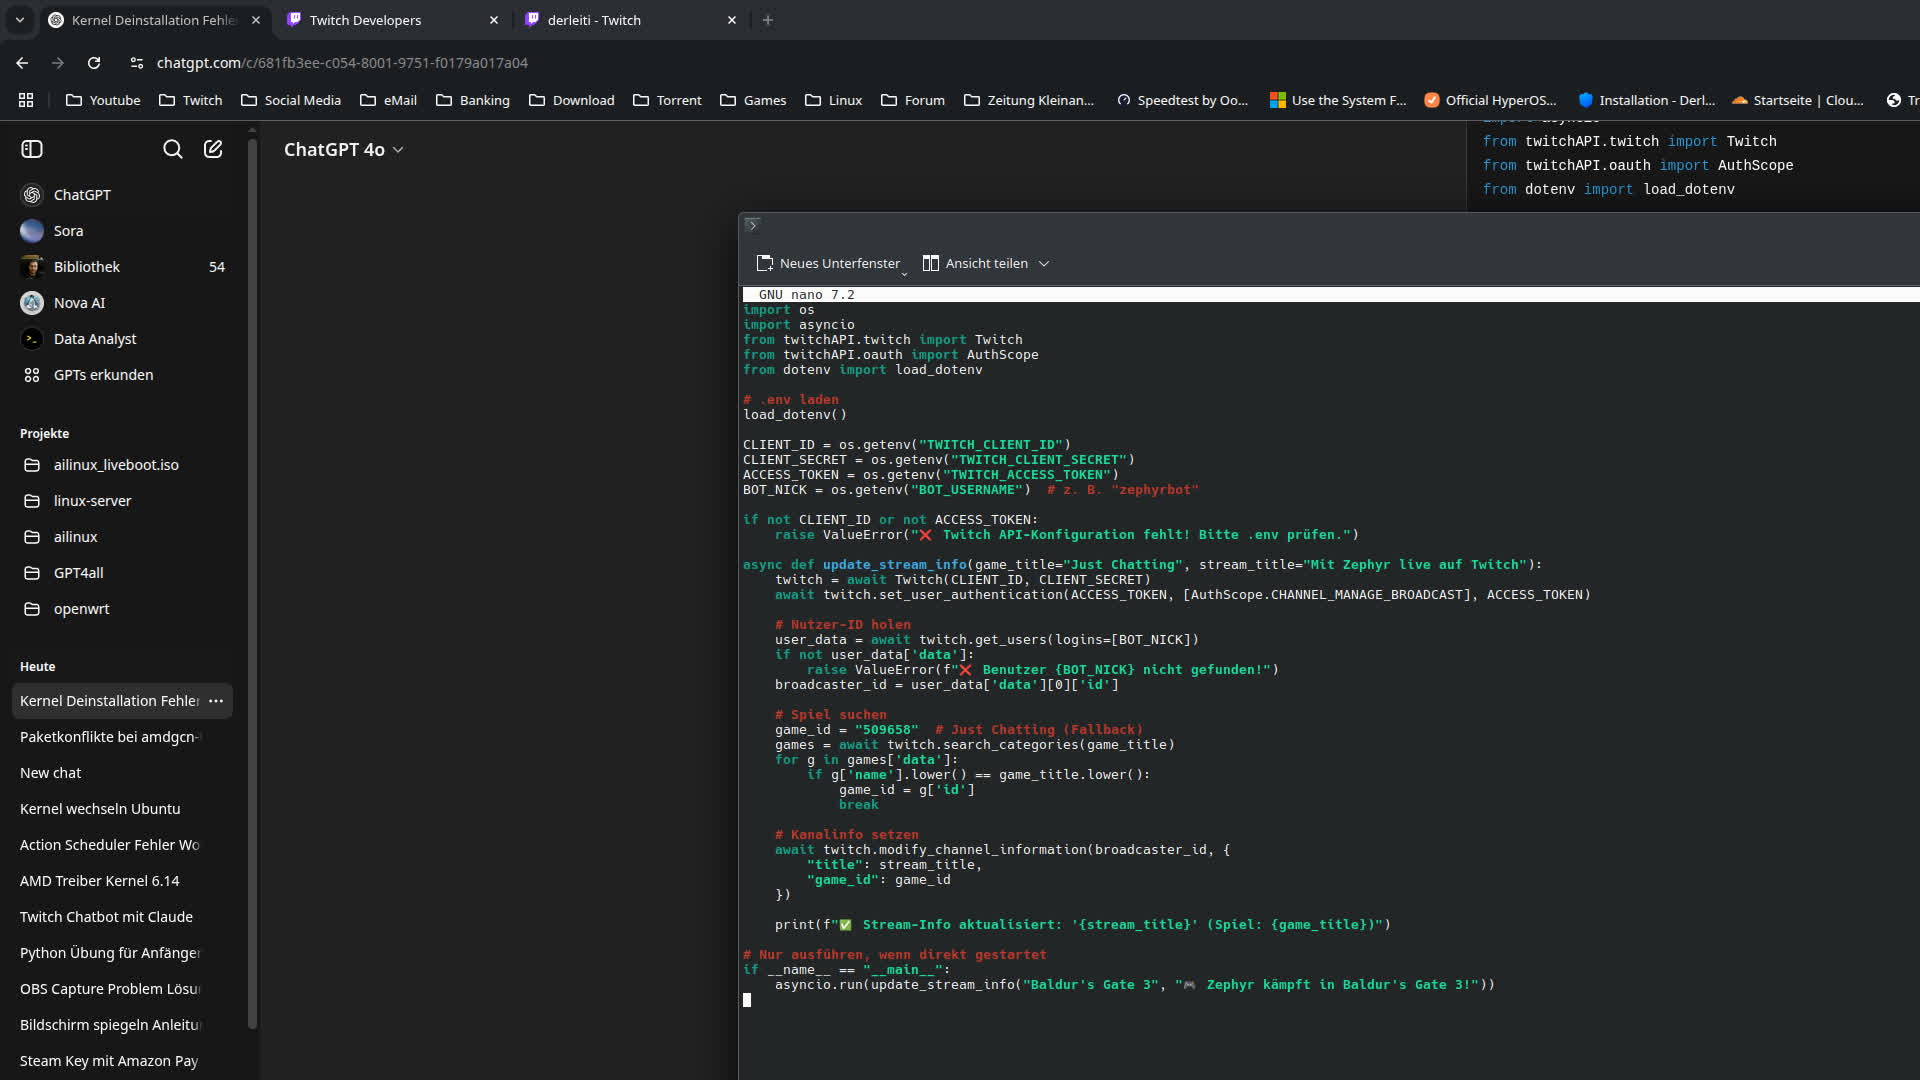 Kernel Deinstallation Fehle
Twitch Developers
derleiti - Twitch
chatgpt.com/c/681fb3ee-c054-8001-9751-f0179a017a04
Youtube
Twitch
Social Media
eMail
Banking
Download
Torrent
Games
Linux
Forum
Zeitung Kleinan...
Speedtest by Oo...
Use the System F...
Official HyperOS...
Installation - Derl...
Startseite | Clou...
Tr
ChatGPT 4o
import asyncio
from twitchAPI.twitch import Twitch
from twitchAPI.oauth import AuthScope
from dotenv import load_dotenv
ChatGPT
Sora
Bibliothek 54
Nova AI
Data Analyst
GPTs erkunden
Projekte
ailinux_liveboot.iso
linux-server
ailinux
GPT4all
openwrt
Heute
Kernel Deinstallation Fehler
Paketkonflikte bei amdgcn-
New chat
Kernel wechseln Ubuntu
Action Scheduler Fehler Wo
AMD Treiber Kernel 6.14
Twitch Chatbot mit Claude
Python Übung für Anfänger
OBS Capture Problem Lösu
Bildschirm spiegeln Anleitu
Steam Key mit Amazon Pay
Neues Unterfenster
Ansicht teilen
GNU nano 7.2
import os
import asyncio
from twitchAPI.twitch import Twitch
from twitchAPI.oauth import AuthScope
from dotenv import load_dotenv
# .env laden
load_dotenv()
CLIENT_ID = os.getenv("TWITCH_CLIENT_ID")
CLIENT_SECRET = os.getenv("TWITCH_CLIENT_SECRET")
ACCESS_TOKEN = os.getenv("TWITCH_ACCESS_TOKEN")
BOT_NICK = os.getenv("BOT_USERNAME")  # z. B. "zephyrbot"
if not CLIENT_ID or not ACCESS_TOKEN:
    raise ValueError("❌ Twitch API-Konfiguration fehlt! Bitte .env prüfen.")
async def update_stream_info(game_title="Just Chatting", stream_title="Mit Zephyr live auf Twitch"):
    twitch = await Twitch(CLIENT_ID, CLIENT_SECRET)
    await twitch.set_user_authentication(ACCESS_TOKEN, [AuthScope.CHANNEL_MANAGE_BROADCAST], ACCESS_TOKEN)
    # Nutzer-ID holen
    user_data = await twitch.get_users(logins=[BOT_NICK])
    if not user_data['data']:
        raise ValueError(f"❌ Benutzer {BOT_NICK} nicht gefunden!")
    broadcaster_id = user_data['data'][0]['id']
    # Spiel suchen
    game_id = "509658"  # Just Chatting (Fallback)
    games = await twitch.search_categories(game_title)
    for g in games['data']:
        if g['name'].lower() == game_title.lower():
            game_id = g['id']
            break
    # Kanalinfo setzen
    await twitch.modify_channel_information(broadcaster_id, {
        "title": stream_title,
        "game_id": game_id
    })
    print(f"✅ Stream-Info aktualisiert: '{stream_title}' (Spiel: {game_title})")
# Nur ausführen, wenn direkt gestartet
if __name__ == "__main__":
    asyncio.run(update_stream_info("Baldur's Gate 3", "🎮 Zephyr kämpft in Baldur's Gate 3!"))